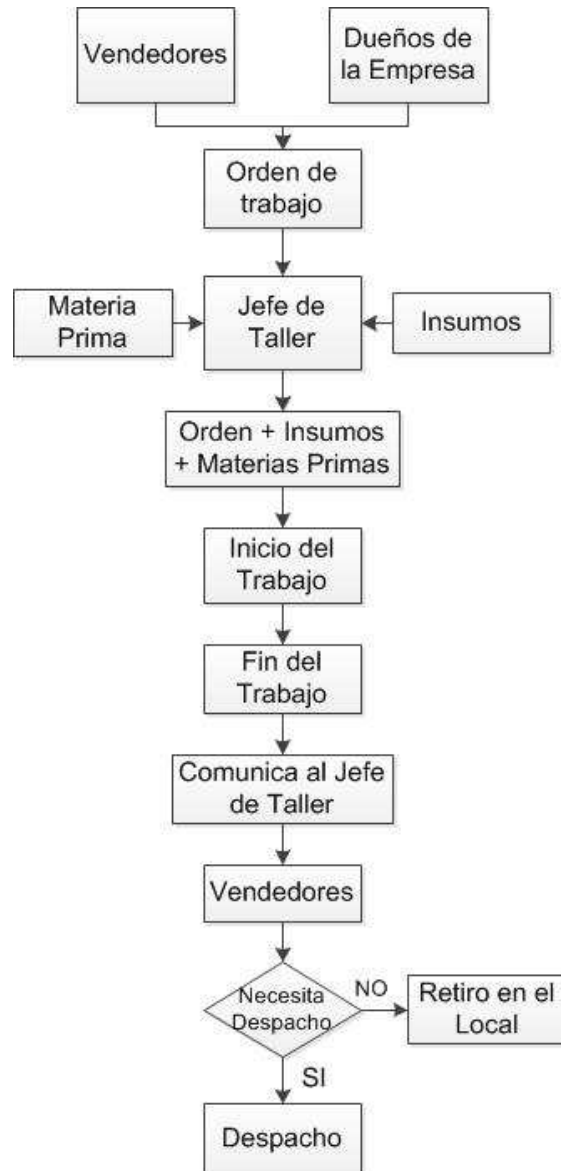 Vendedores
Dueños de
la Empresa
Orden de
trabajo
Materia
Prima
Jefe de
Taller
Insumos
Orden + Insumos
+ Materias Primas
Inicio del
Trabajo
Fin del
Trabajo
Comunica al Jefe
de Taller
Vendedores
Necesita
Despacho
NO
Retiro en el
Local
SI
Despacho